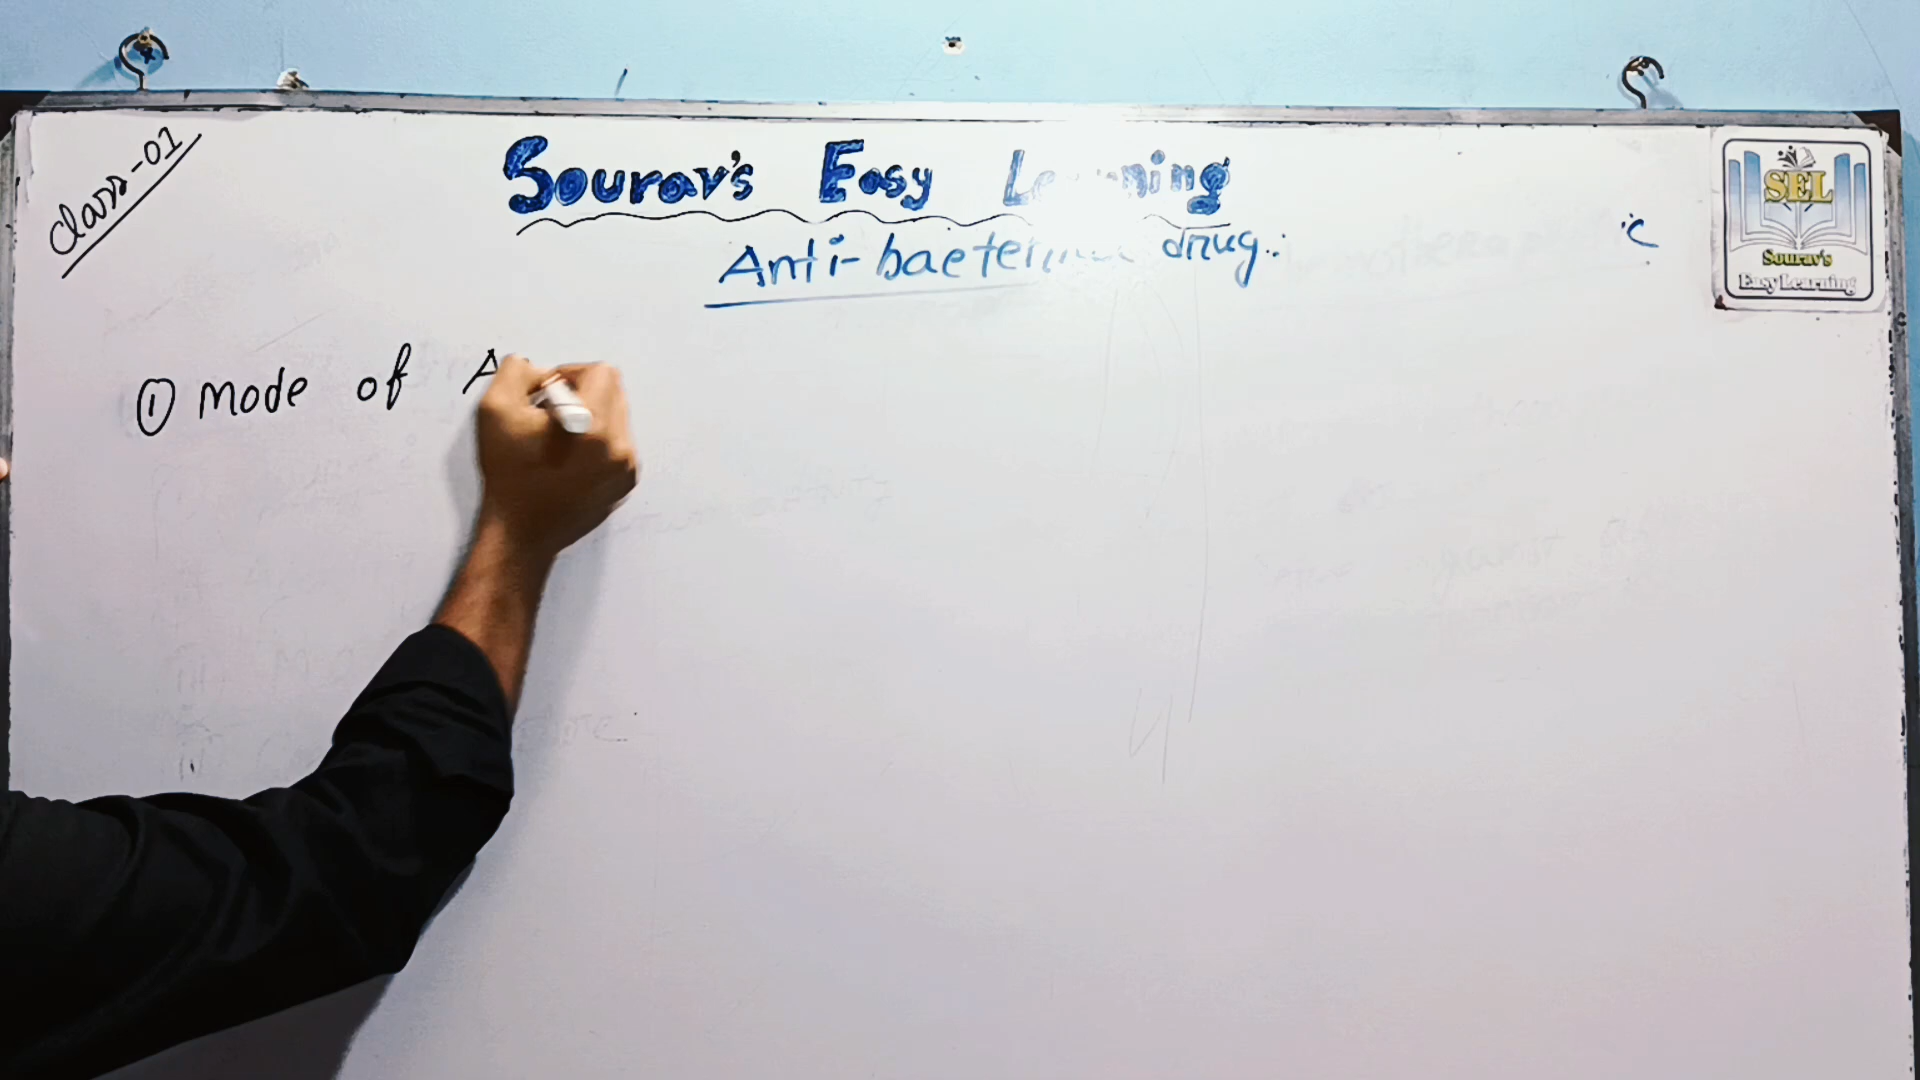 Class-01
Sourav's Easy
Anti- drug:
① Mode of
SEL
Sourav's
Easy Learning